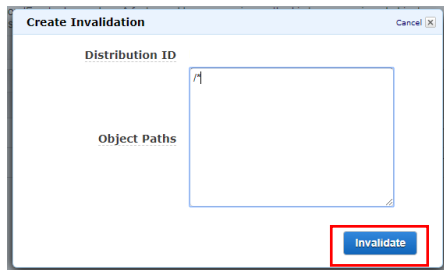 Create Invalidation
Cancel x
Distribution ID
/*
Object Paths
Invalidate